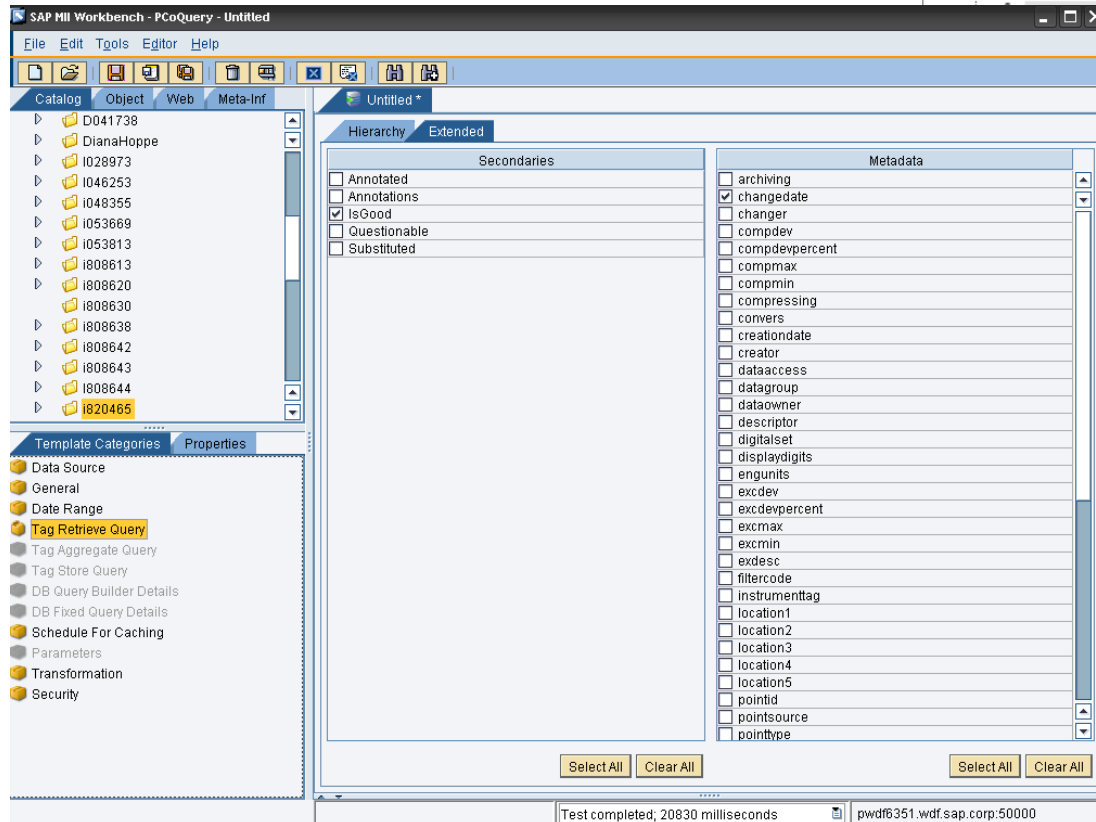 SAP MII Workbench - PCoQuery - Untitled
File Edit Tools Editor Help
Catalog Object Web Meta-Inf
D041738
DianaHoppe
I028973
I046253
i048355
i053669
i053813
i808613
i808620
i808630
i808638
i808642
i808643
I808644
i820465
Template Categories Properties
Data Source
General
Date Range
Tag Retrieve Query
Tag Aggregate Query
Tag Store Query
DB Query Builder Details
DB Fixed Query Details
Schedule For Caching
Parameters
Transformation
Security
Untitled *
Hierarchy Extended
Secondaries
Annotated
Annotations
IsGood
Questionable
Substituted
Select All Clear All
Metadata
archiving
changedate
changer
compdev
compdevpercent
compmax
compmin
compressing
convers
creationdate
creator
dataaccess
datagroup
dataowner
descriptor
digitalset
displaydigits
engunits
excdev
excdevpercent
excmax
excmin
exdesc
filtercode
instrumenttag
location1
location2
location3
location4
location5
pointid
pointsource
pointtype
Select All Clear All
Test completed; 20830 milliseconds
pwdf6351.wdf.sap.corp:50000